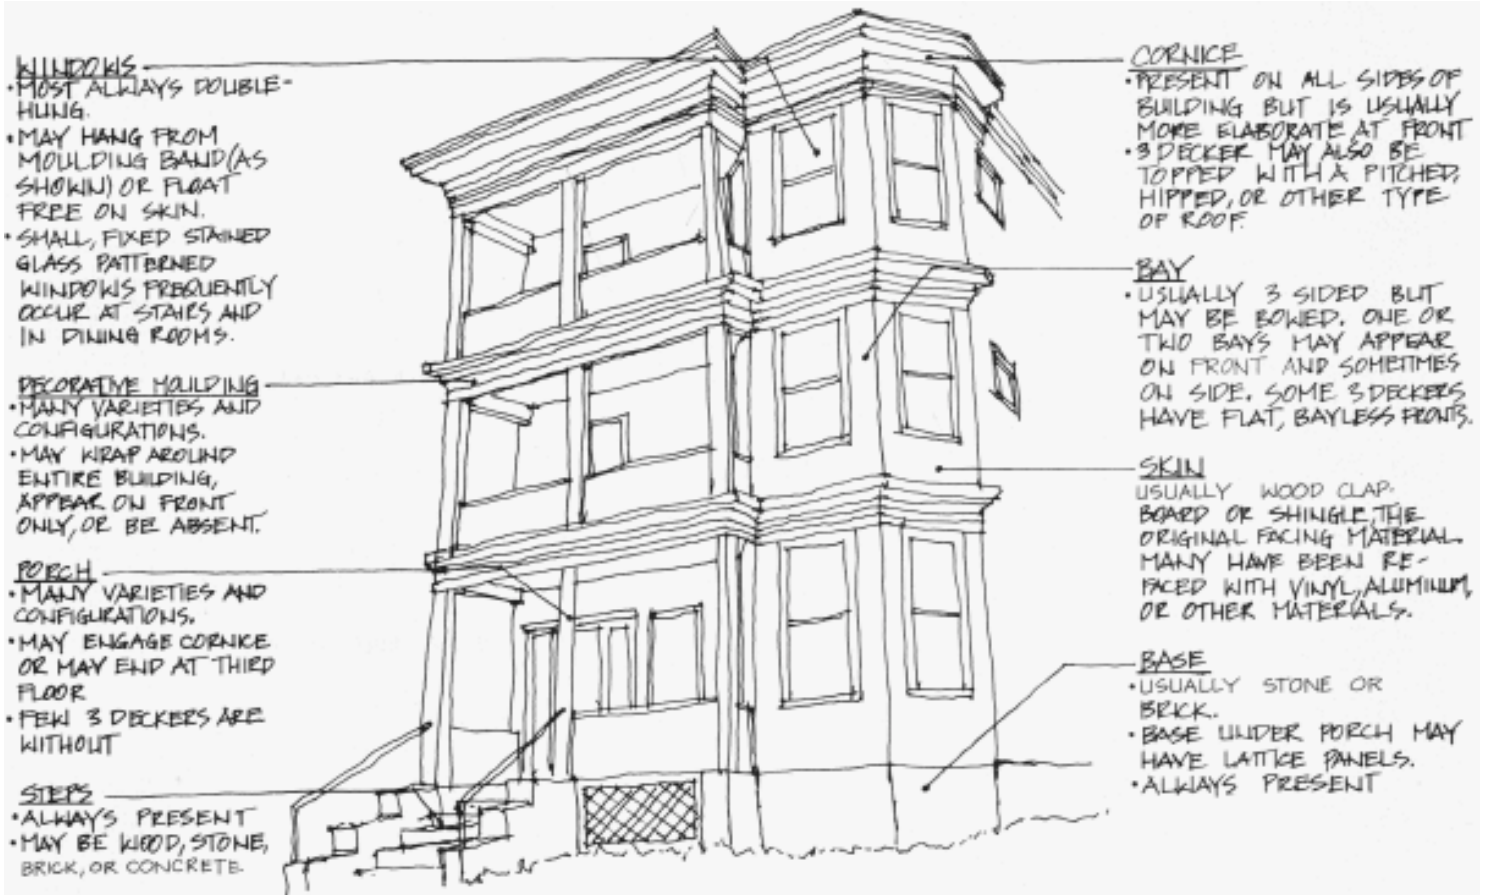 WINDOWS
• MOST ALWAYS DOUBLE-
HUNG.
• MAY HANG FROM
MOULDING BAND (AS
SHOWN) OR FLOAT
FREE ON SKIN.
• SMALL, FIXED STAINED
GLASS PATTERNED
WINDOWS FREQUENTLY
OCCUR AT STAIRS AND
IN DINING ROOMS.
DECORATIVE MOULDING
• MANY VARIETIES AND
CONFIGURATIONS.
• MAY WRAP AROUND
ENTIRE BUILDING,
APPEAR ON FRONT
ONLY, OR BE ABSENT.
PORCH
• MANY VARIETIES AND
CONFIGURATIONS.
• MAY ENGAGE CORNICE
OR MAY END AT THIRD
FLOOR
• FEW 3 DECKERS ARE
WITHOUT
STEPS
• ALWAYS PRESENT
• MAY BE WOOD, STONE,
BRICK, OR CONCRETE.
CORNICE
• PRESENT ON ALL SIDES OF
BUILDING BUT IS USUALLY
MORE ELABORATE AT FRONT
• 3 DECKER MAY ALSO BE
TOPPED WITH A PITCHED,
HIPPED, OR OTHER TYPE
OF ROOF.
BAY
• USUALLY 3 SIDED BUT
MAY BE BOWED. ONE OR
TWO BAYS MAY APPEAR
ON FRONT AND SOMETIMES
ON SIDE. SOME 3 DECKERS
HAVE FLAT, BAYLESS FRONTS.
SKIN
USUALLY WOOD CLAP-
BOARD OR SHINGLE, THE
ORIGINAL FACING MATERIAL.
MANY HAVE BEEN RE-
FACED WITH VINYL, ALUMINUM,
OR OTHER MATERIALS.
BASE
• USUALLY STONE OR
BRICK.
• BASE UNDER PORCH MAY
HAVE LATTICE PANELS.
• ALWAYS PRESENT